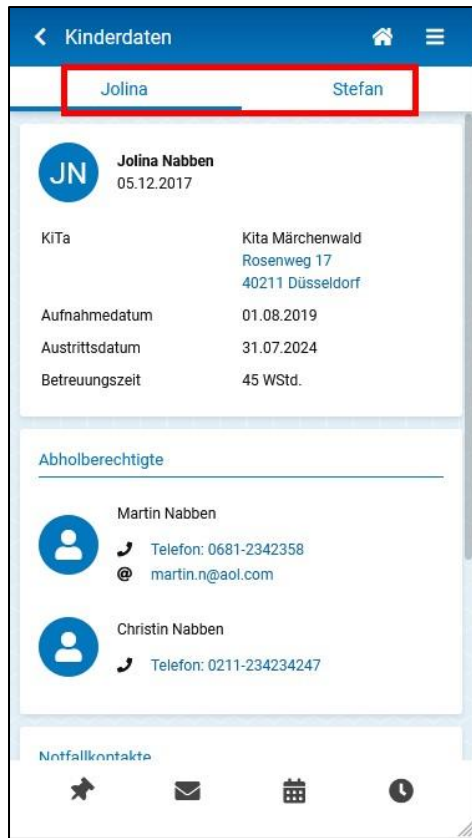 Kinderdaten
Jolina Stefan
JN
Jolina Nabben
05.12.2017
KiTa Kita Märchenwald
Rosenweg 17
40211 Düsseldorf
Aufnahmedatum 01.08.2019
Austrittsdatum 31.07.2024
Betreuungszeit 45 WStd.
Abholberechtigte
Martin Nabben
Telefon: 0681-2342358
@ martin.n@aol.com
Christin Nabben
Telefon: 0211-234234247
Notfallkontakte